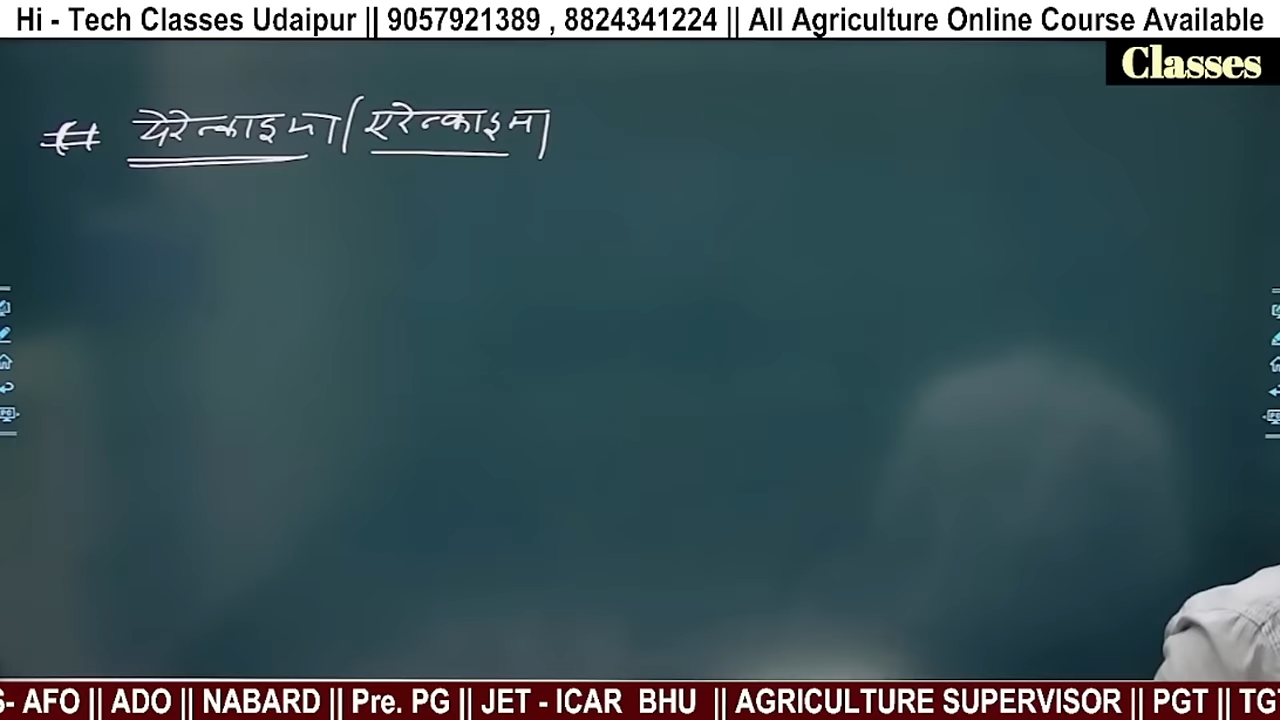 Hi - Tech Classes Udaipur || 9057921389 , 8824341224 || All Agriculture Online Course Available
Classes
# येरेन्काइमा / एरेन्काइमा
S- AFO || ADO || NABARD || Pre. PG || JET - ICAR BHU || AGRICULTURE SUPERVISOR || PGT || TGT